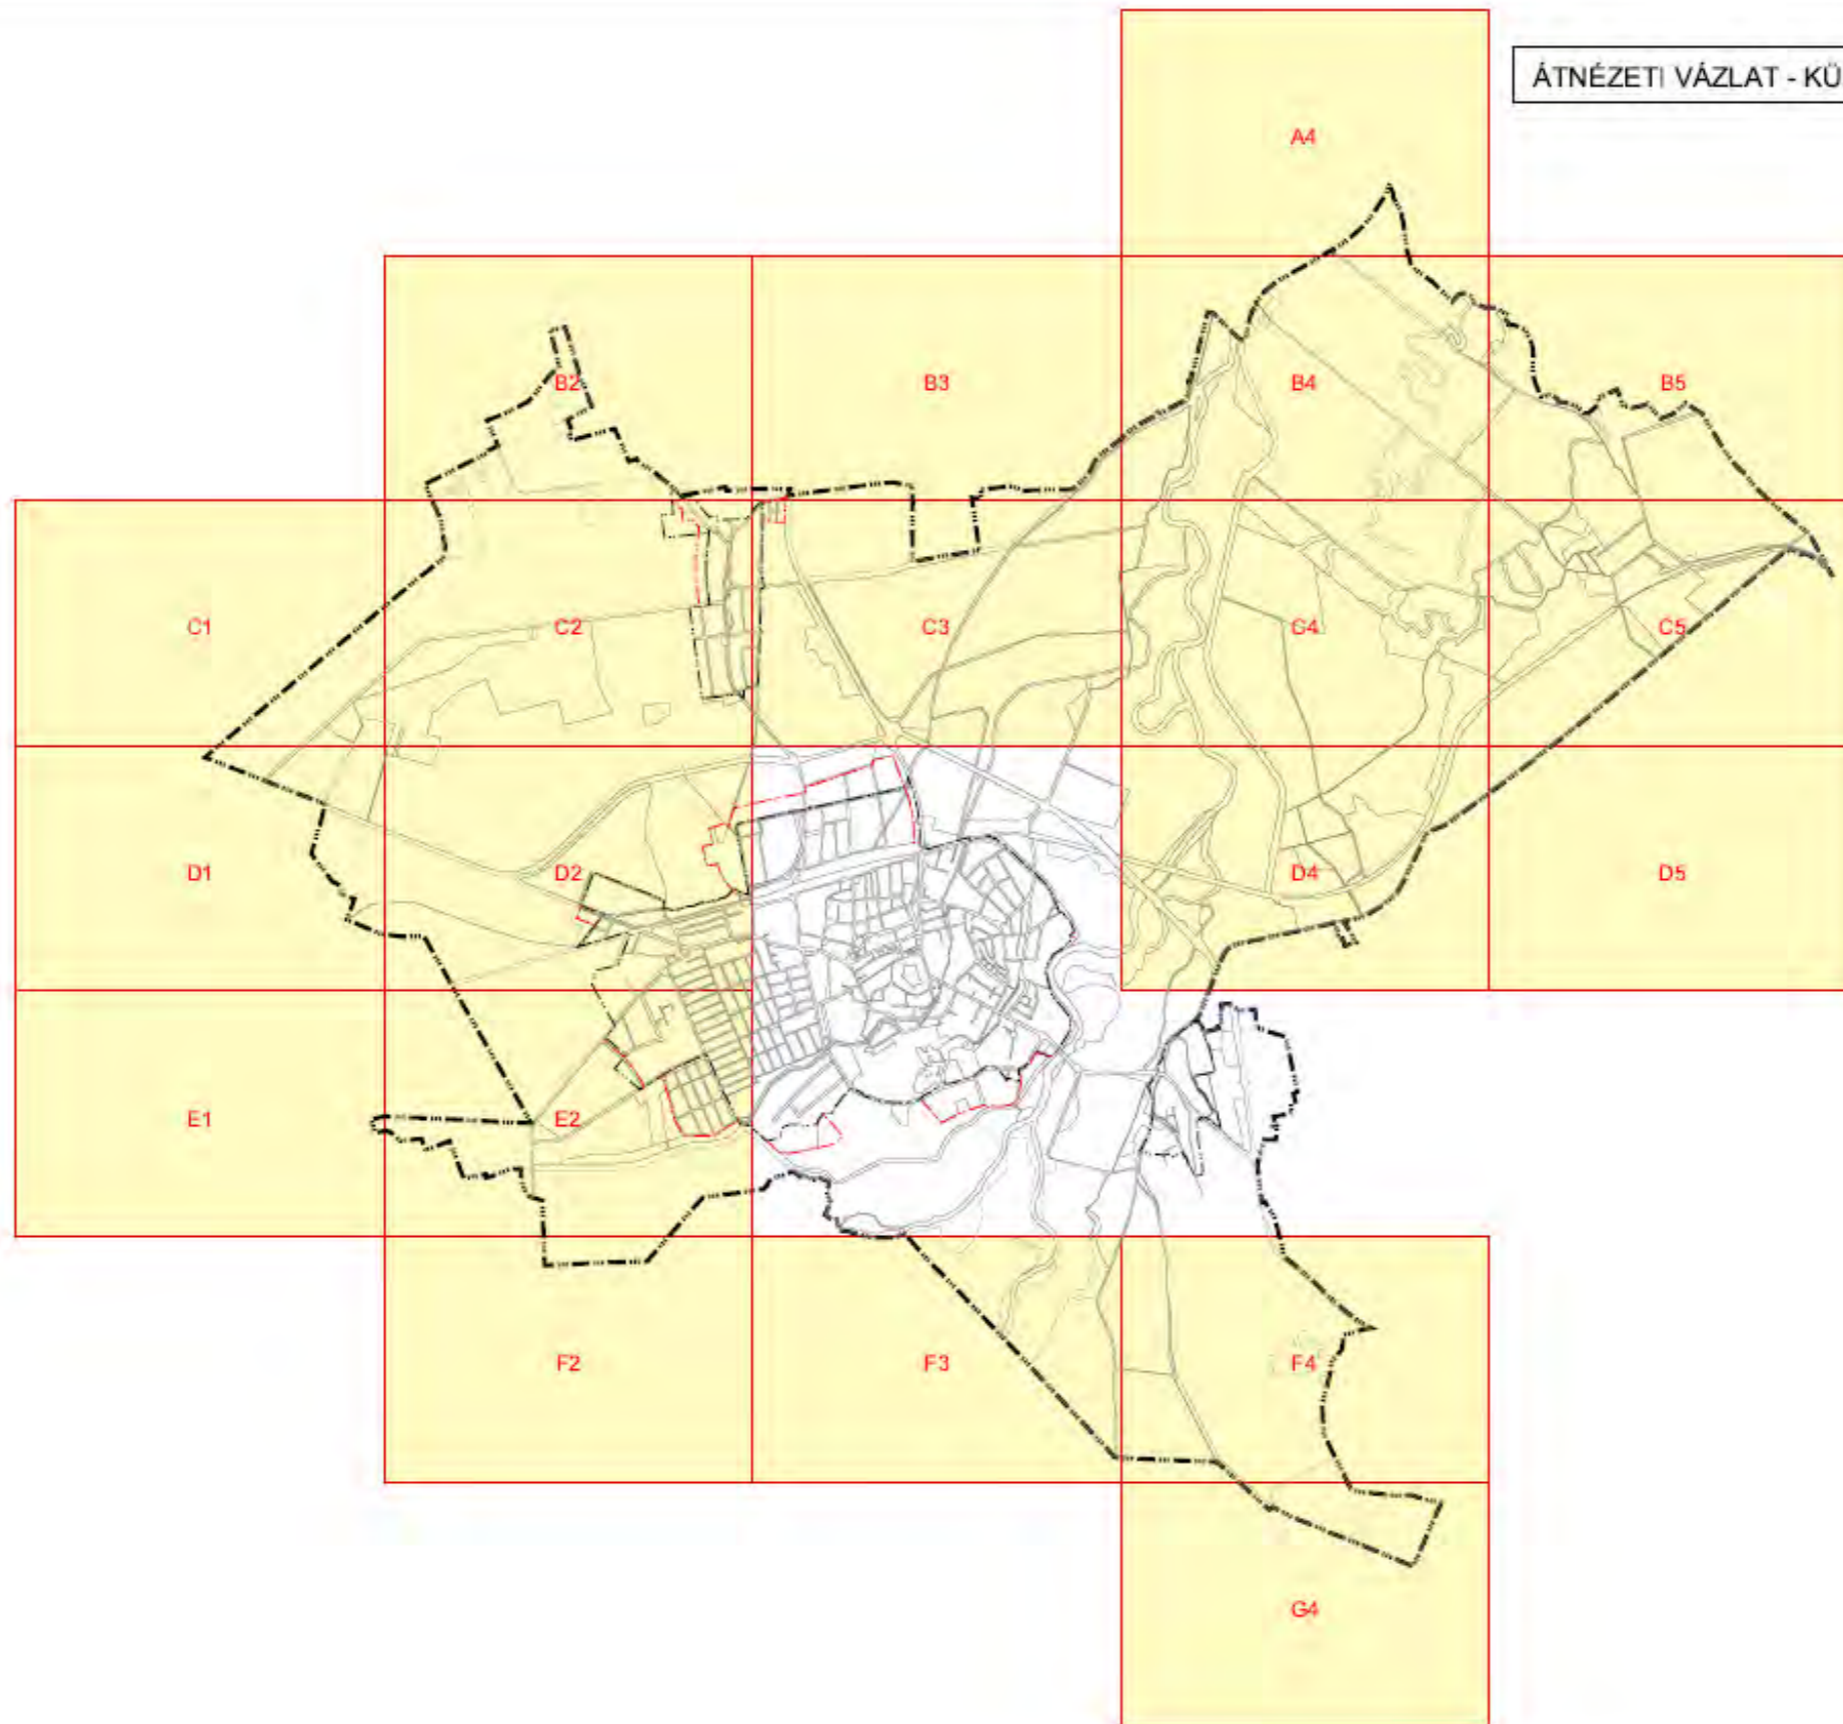 ÁTNÉZETI VÁZLAT - KÜ
A4
B2
B3
B4
B5
C1
C2
C3
C4
C5
D1
D2
D4
D5
E1
E2
F2
F3
F4
G4